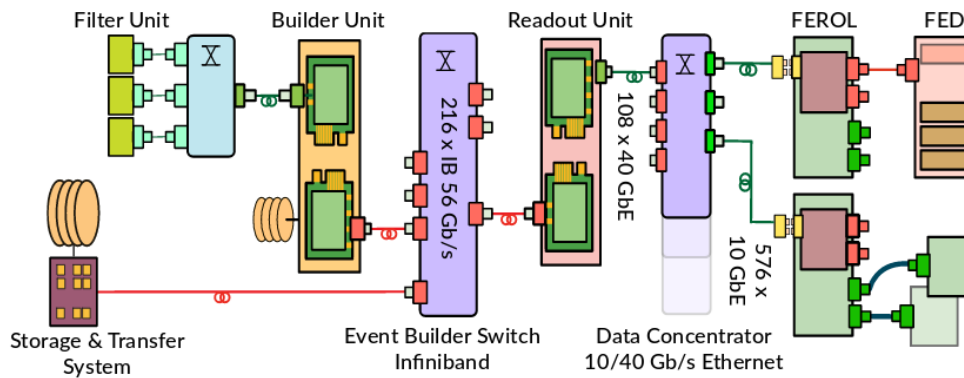 Filter Unit
Builder Unit
Readout Unit
FEROL
FED
216 x IB 56 Gb/s
108 x 40 GbE
576 x
10 GbE
Storage & Transfer
System
Event Builder Switch
Infiniband
Data Concentrator
10/40 Gb/s Ethernet